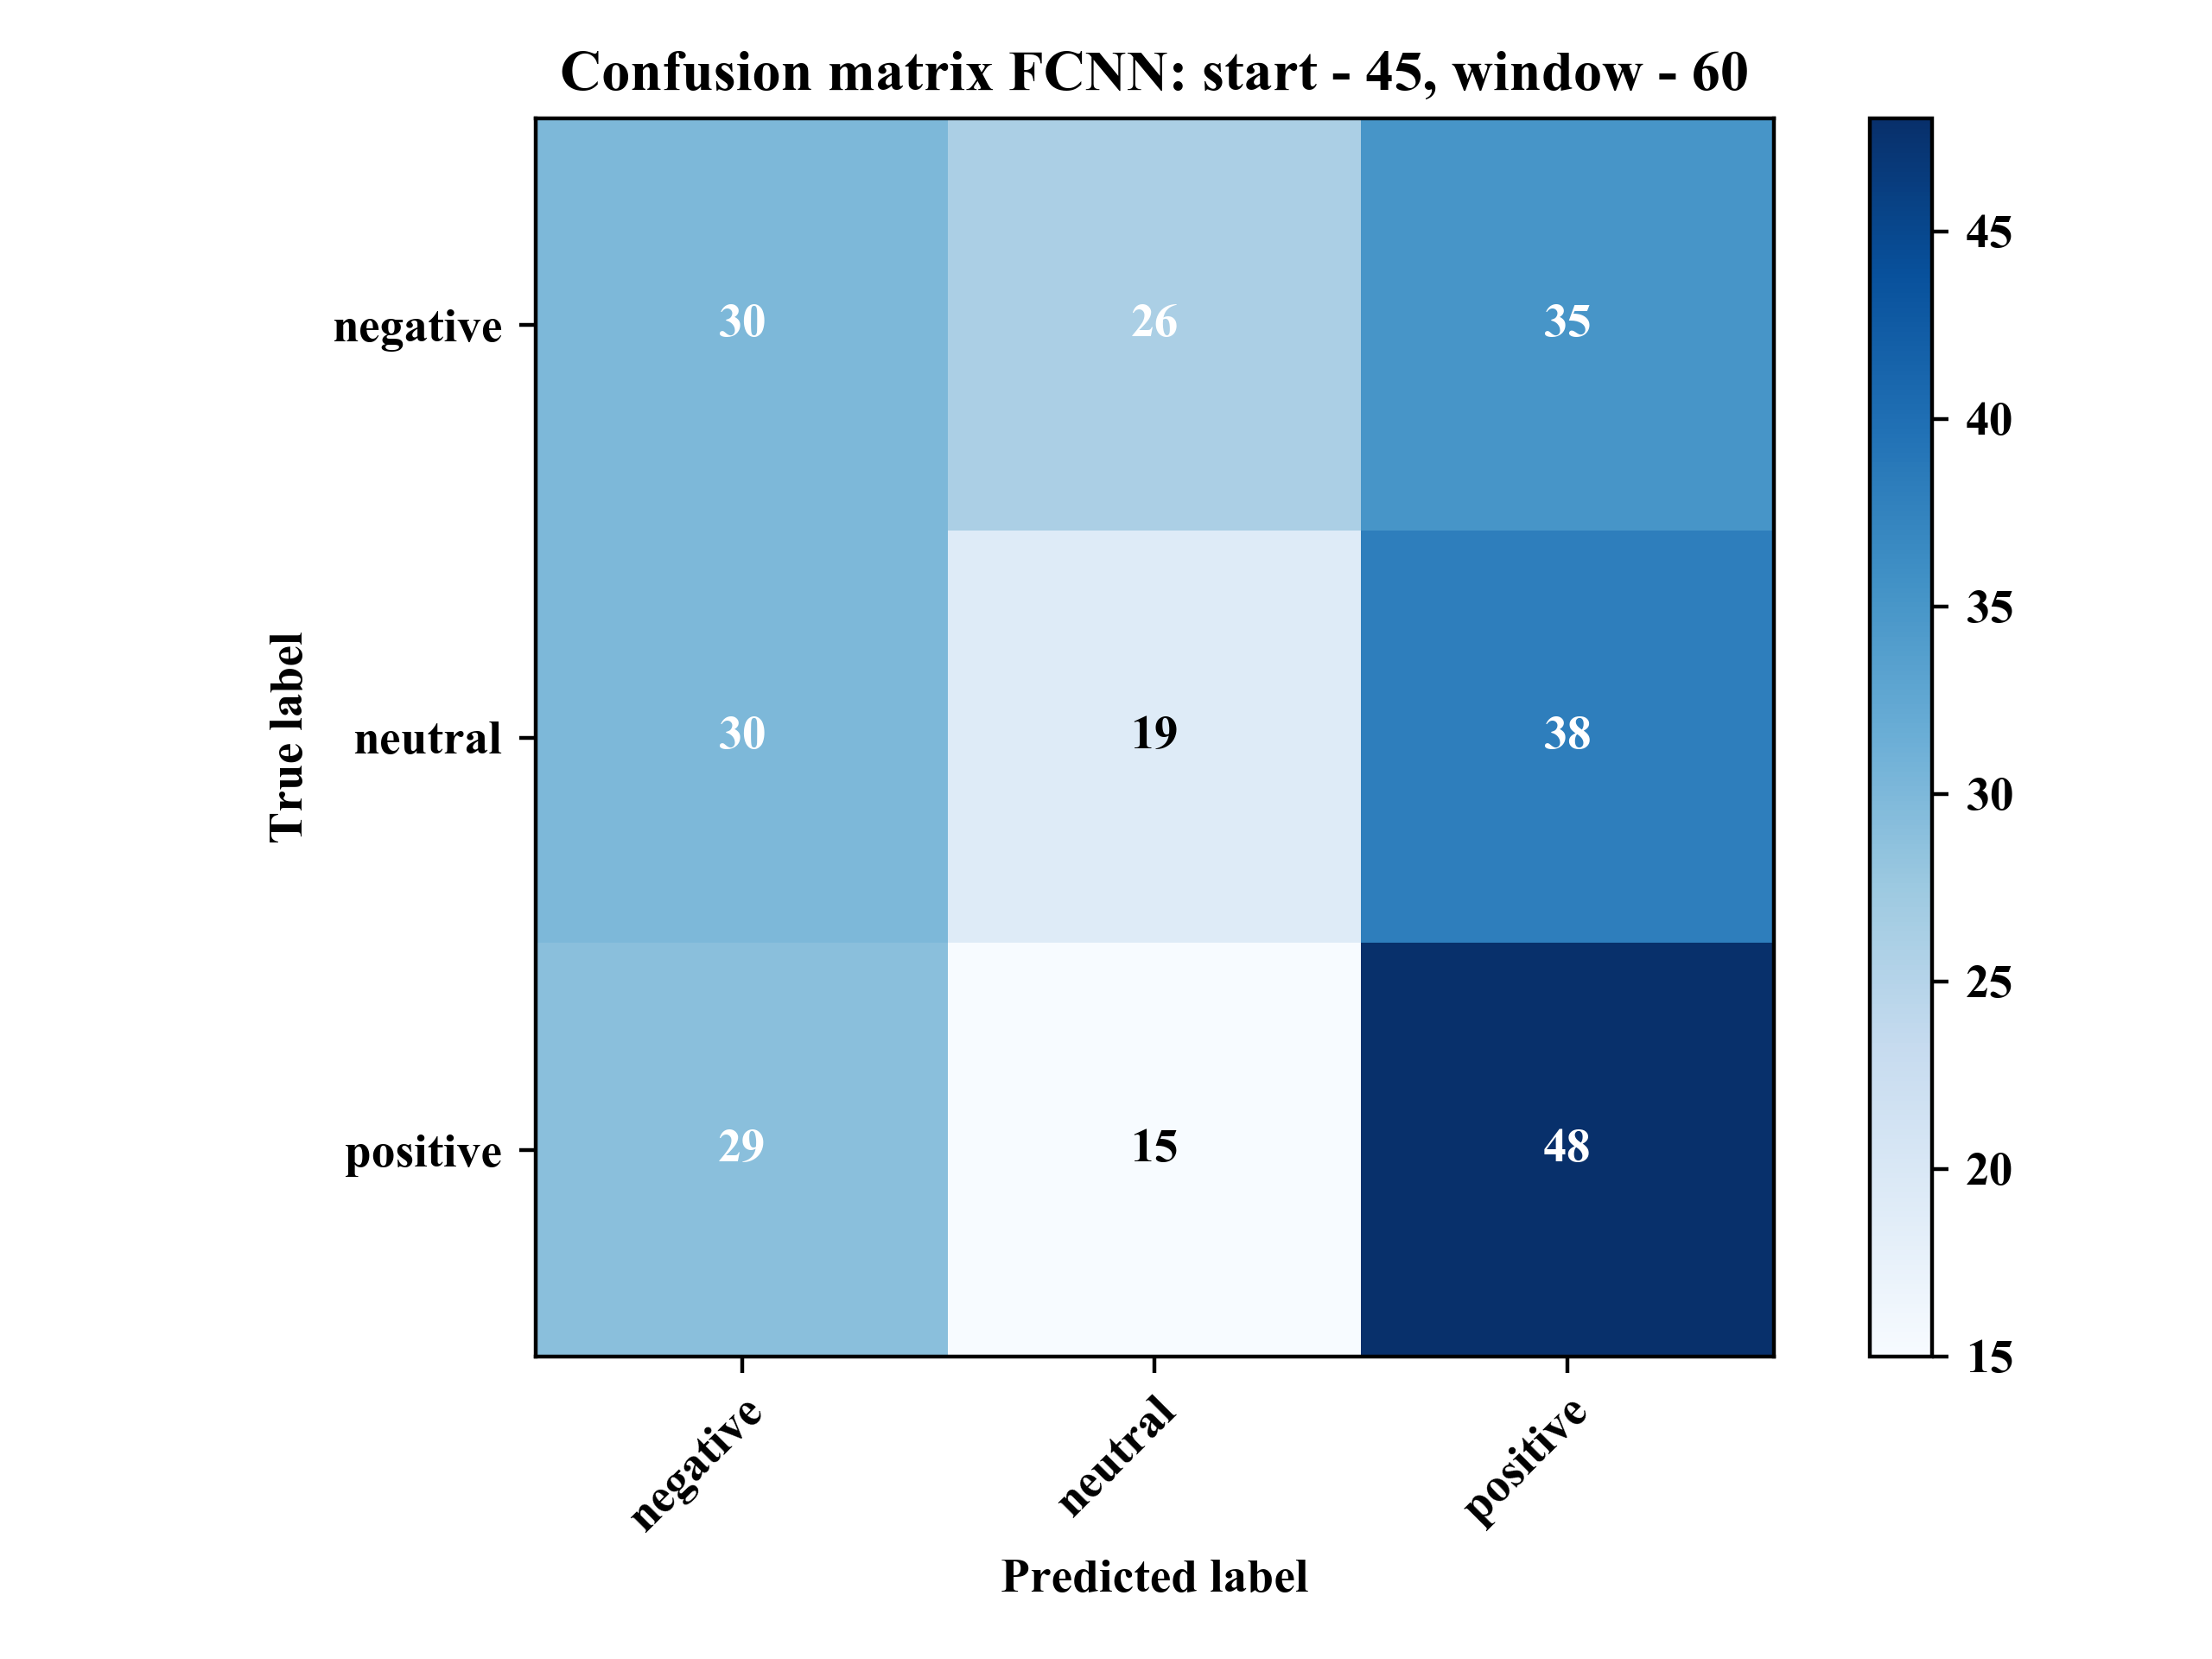 Confusion matrix FCNN: start - 45, window - 60
True label
negative 30 26 35
neutral 30 19 38
positive 29 15 48
negative neutral positive
Predicted label
45
40
35
30
25
20
15